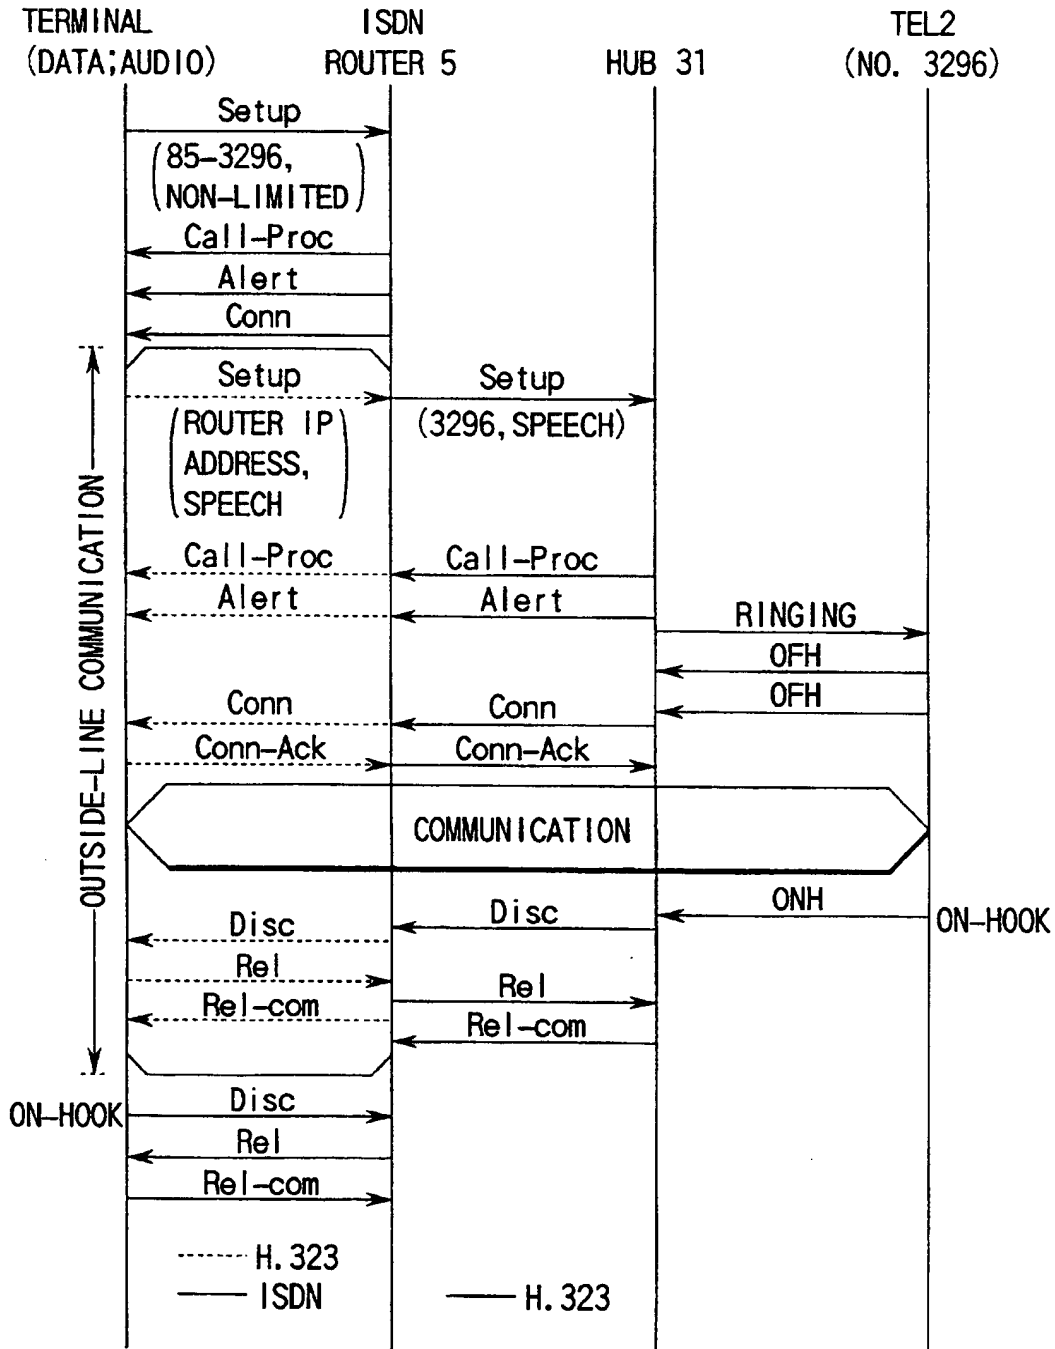 TERMINAL
(DATA;AUDIO)
ISDN
ROUTER 5
HUB 31
TEL2
(NO. 3296)
Setup
(85-3296,
NON-LIMITED)
Call-Proc
Alert
Conn
Setup
Setup
(ROUTER IP
ADDRESS,
SPEECH)
(3296, SPEECH)
OUTSIDE-LINE COMMUNICATION
Call-Proc
Call-Proc
Alert
Alert
RINGING
OFH
OFH
Conn
Conn
Conn-Ack
Conn-Ack
COMMUNICATION
ONH
ON-HOOK
Disc
Disc
Rel
Rel
Rel-com
Rel-com
ON-HOOK
Disc
Rel
Rel-com
H.323
ISDN
H.323